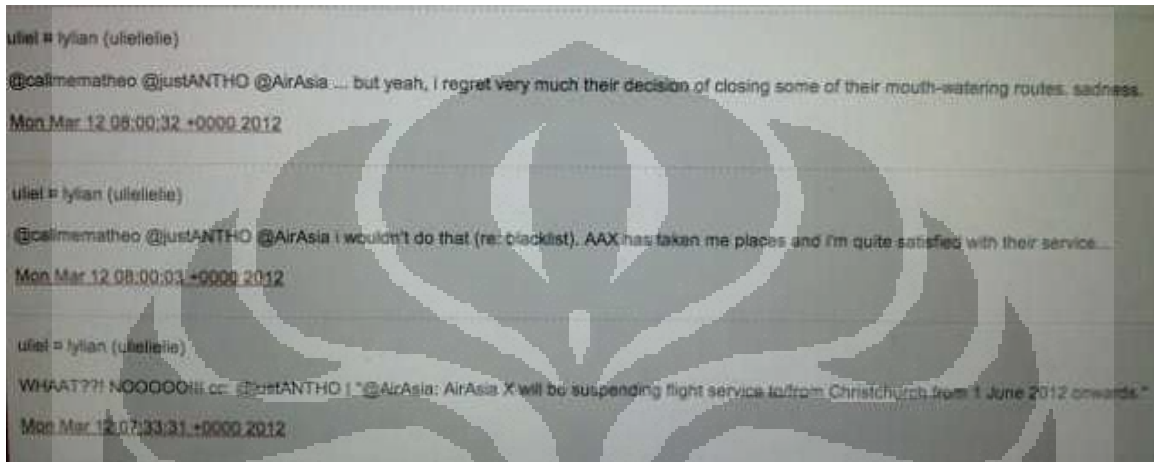 uliel # lylian (ulielielie)
@callmematheo @justANTHO @AirAsia ... but yeah, i regret very much their decision of closing some of their mouth-watering routes. sadness.
Mon Mar 12 08:00:32 +0000 2012
uliel # lylian (ulielielie)
@callmematheo @justANTHO @AirAsia i wouldn't do that (re: blacklist). AAX has taken me places and i'm quite satisfied with their service...
Mon Mar 12 08:00:03 +0000 2012
uliel # lylian (ulielielie)
WHAAT??! NOOOOO!!! cc: @justANTHO | "@AirAsia: AirAsia X will be suspending flight service to/from Christchurch from 1 June 2012 onwards."
Mon Mar 12 07:33:31 +0000 2012